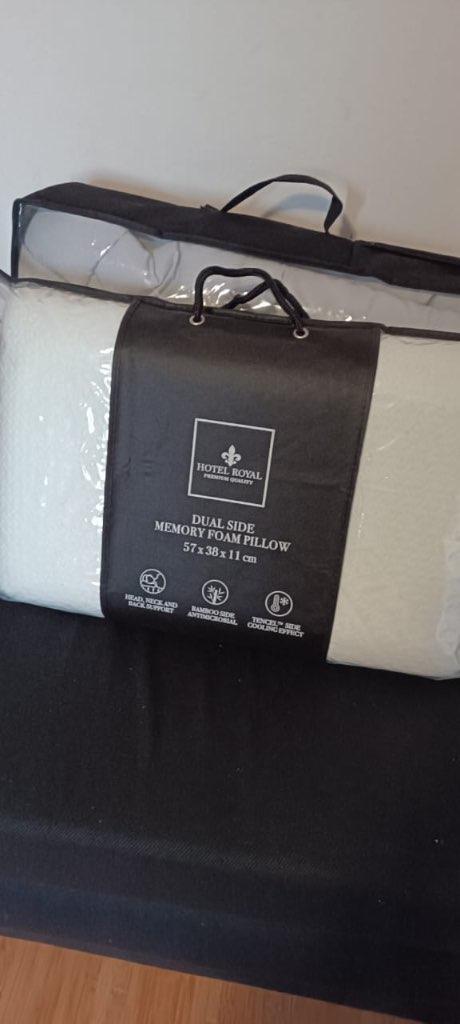 HOTEL ROYAL
PREMIUM QUALITY
DUAL SIDE
MEMORY FOAM PILLOW
57 x 38 x 11 cm
HEAD, NECK AND
BACK SUPPORT
BAMBOO SIDE
ANTIMICROBIAL
TENCEL™ SIDE
COOLING EFFECT